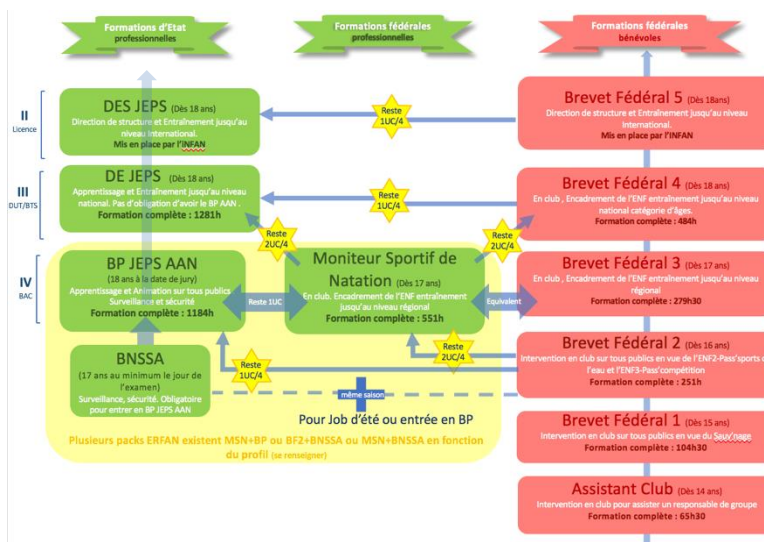 Formations d'Etat
professionnelles
Formations fédérales
professionnelles
Formations fédérales
bénévoles
II
Licence
DES JEPS (Dès 18 ans)
Direction de structure et Entraînement jusqu'au
niveau International.
Mis en place par l'INFAN
Reste
1UC/4
Brevet Fédéral 5 (Dès 18ans)
Direction de structure et Entraînement jusqu'au niveau
International.
Mis en place par l'INFAN
III
DUT/BTS
DE JEPS (Dès 18 ans)
Apprentissage et Entraînement jusqu'au niveau
national. Pas d'obligation d'avoir le BP AAN .
Formation complète : 1281h
Reste
1UC/4
Brevet Fédéral 4 (Dès 18 ans)
En club , Encadrement de l'ENF entraînement jusqu'au niveau
national catégorie d'âges.
Formation complète : 484h
Reste
2UC/4
Reste
2UC/4
IV
BAC
BP JEPS AAN
(18 ans à la date de jury)
Apprentissage et Animation sur tous publics
Surveillance et sécurité
Formation complète : 1184h
Reste 1UC
Moniteur Sportif de
Natation (Dès 17 ans)
En club. Encadrement de l'ENF entraînement
jusqu'au niveau régional
Formation complète : 551h
Equivalent
Brevet Fédéral 3 (Dès 17 ans)
En club , Encadrement de l'ENF entraînement jusqu'au niveau
régional
Formation complète : 279h30
BNSSA
(17 ans au minimum le jour de
l'examen)
Surveillance, sécurité. Obligatoire
pour entrer en BP JEPS AAN
Reste
1UC/4
Reste
2UC/4
Brevet Fédéral 2 (Dès 16 ans)
Intervention en club sur tous publics en vue de l'ENF2-Pass'sports de
l'eau et l'ENF3-Pass'compétition
Formation complète : 251h
même saison
Pour Job d'été ou entrée en BP
Plusieurs packs ERFAN existent MSN+BP ou BF2+BNSSA ou MSN+BNSSA en fonction
du profil (se renseigner)
Brevet Fédéral 1 (Dès 15 ans)
Intervention en club sur tous publics en vue du Sauv'nage
Formation complète : 104h30
Assistant Club (Dès 14 ans)
Intervention en club pour assister un responsable de groupe
Formation complète : 65h30